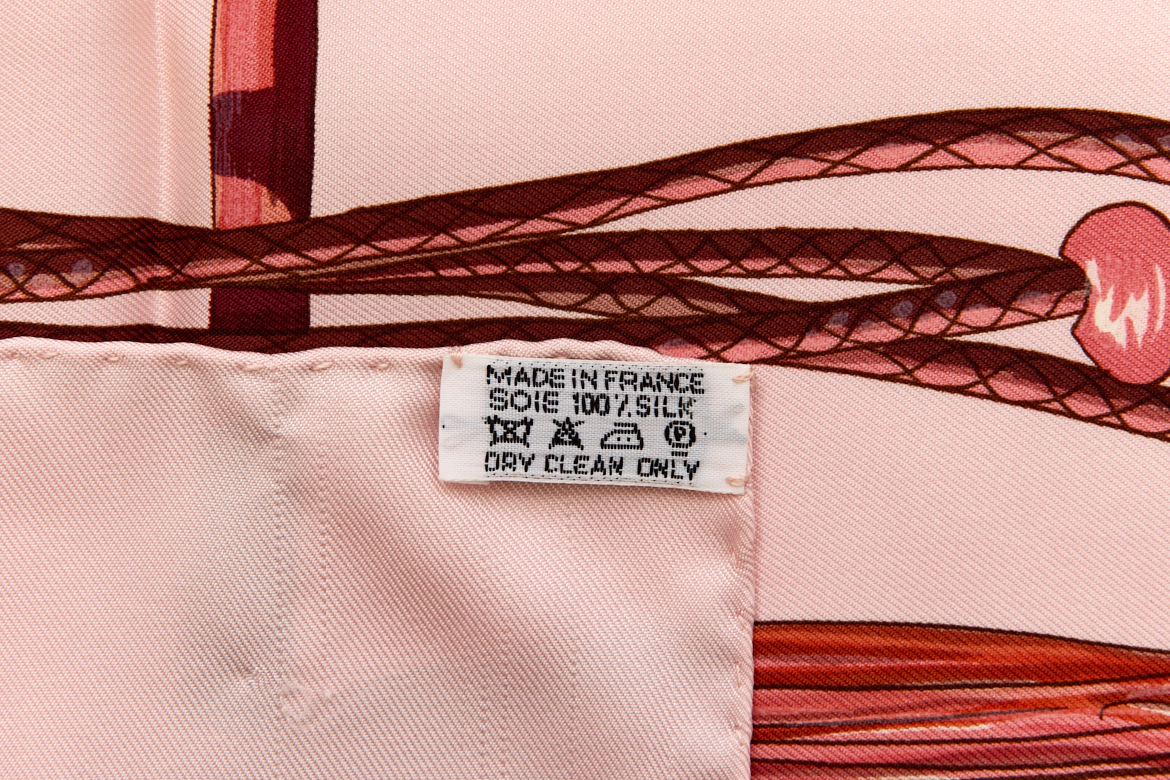 MADE IN FRANCE
SOIE 100% SILK
P
DRY CLEAN ONLY